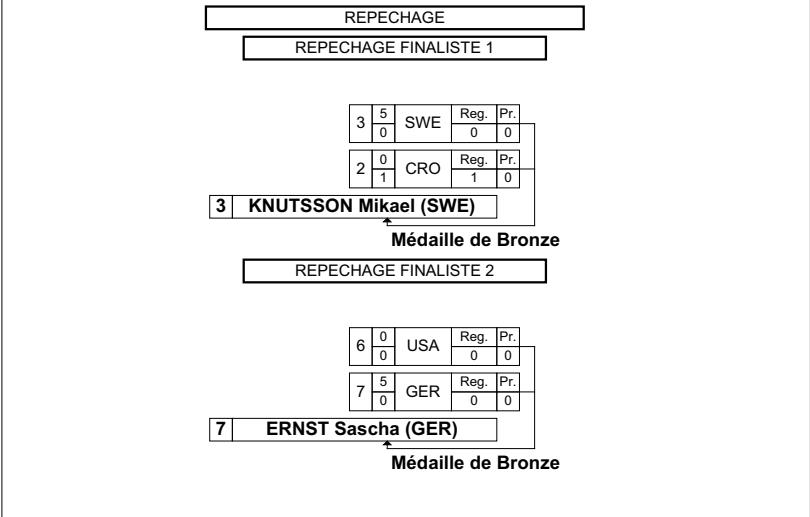 REPECHAGE
REPECHAGE FINALISTE 1
3 5 SWE Reg. Pr.
0 0 0
2 0 CRO Reg. Pr.
1 1 0
3 KNUTSSON Mikael (SWE)
Médaille de Bronze
REPECHAGE FINALISTE 2
6 0 USA Reg. Pr.
0 0 0
7 5 GER Reg. Pr.
0 0 0
7 ERNST Sascha (GER)
Médaille de Bronze